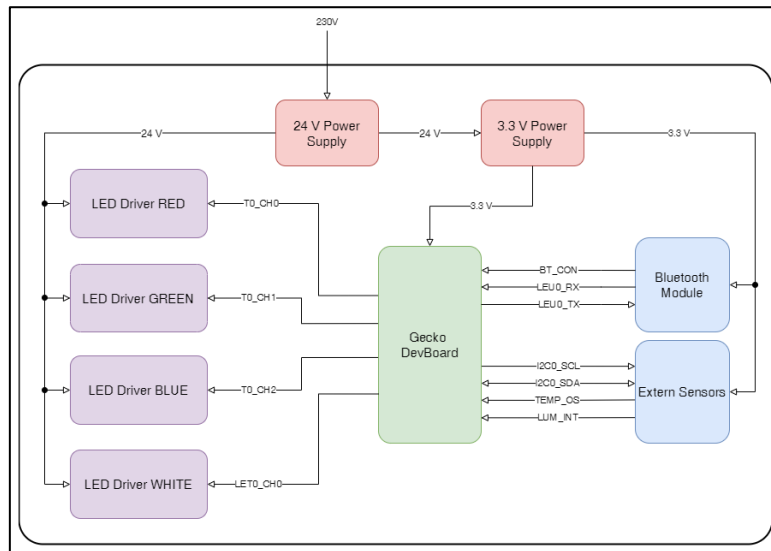 230V
24 V Power
Supply
3.3 V Power
Supply
24 V
24 V
3.3 V
3.3 V
LED Driver RED
T0_CH0
LED Driver GREEN
T0_CH1
LED Driver BLUE
T0_CH2
LED Driver WHITE
LET0_CH0
Gecko
DevBoard
BT_CON
LEU0_RX
LEU0_TX
Bluetooth
Module
I2C0_SCL
I2C0_SDA
TEMP_OS
LUM_INT
Extern Sensors